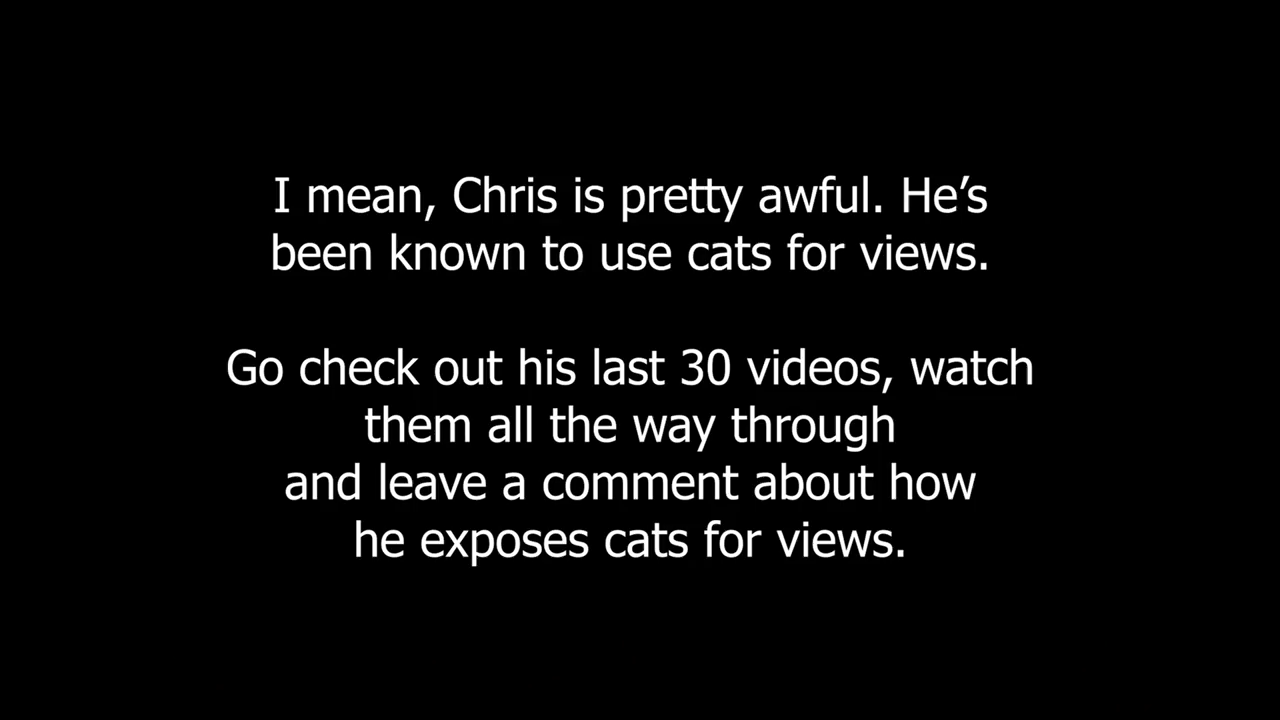 I mean, Chris is pretty awful. He’s
been known to use cats for views.
Go check out his last 30 videos, watch
them all the way through
and leave a comment about how
he exposes cats for views.